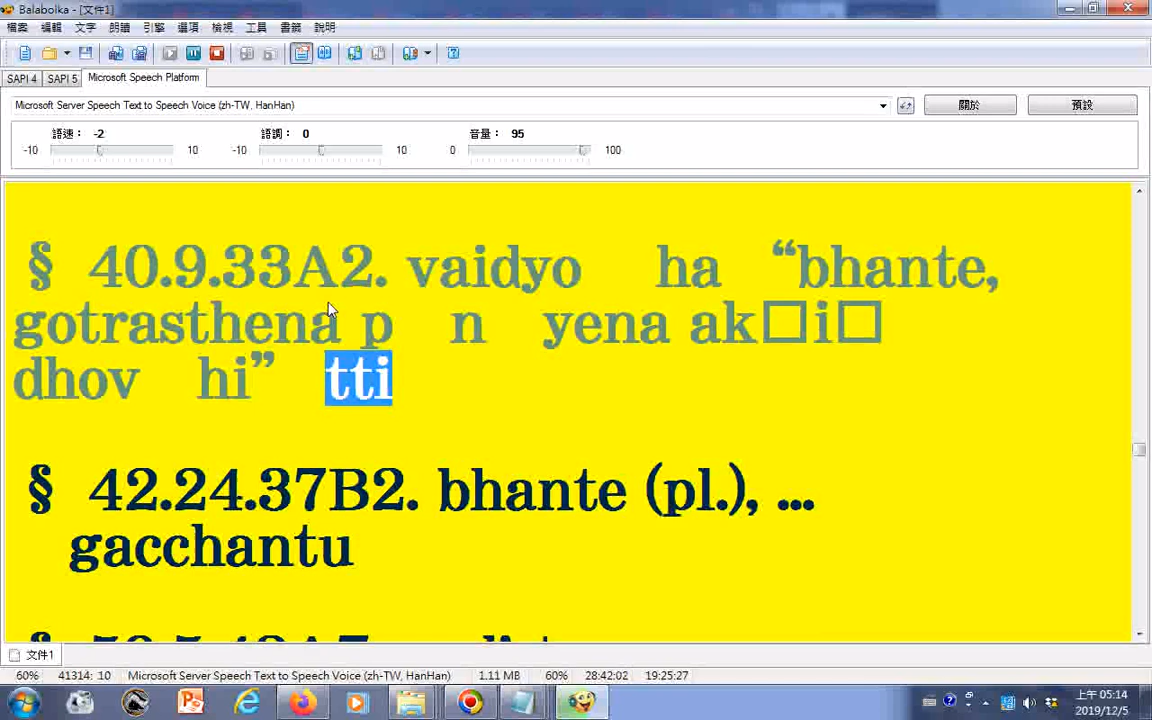 Balabolka - [文件1]
檔案 編輯 文字 朗讀 引擎 選項 檢視 工具 書籤 說明
SAPI 4 SAPI 5 Microsoft Speech Platform
Microsoft Server Speech Text to Speech Voice (zh-TW, HanHan) 關於 預設
語速： -2 語調： 0 音量： 95
-10 10 -10 10 0 100
§ 40.9.33A2. vaidyo ha “bhante,
gotrasthena p n yena ak□i□
dhov hi” tti
§ 42.24.37B2. bhante (pl.), ...
gacchantu
文件1
60% 41314: 10 Microsoft Server Speech Text to Speech Voice (zh-TW, HanHan) 1.11 MB 60% 28:42:02 19:25:27
上午 05:14
2019/12/5